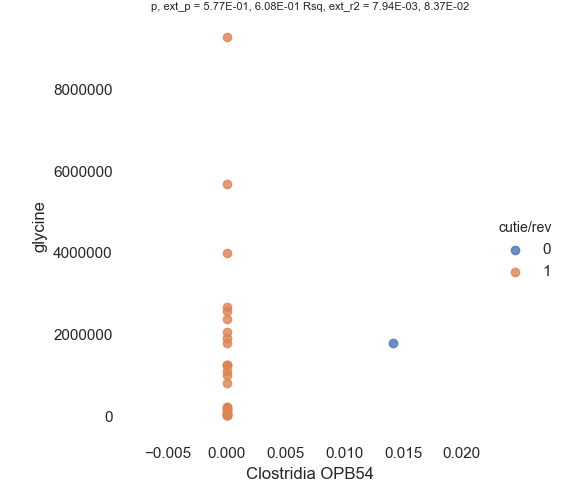 p, ext_p = 5.77E-01, 6.08E-01 Rsq, ext_r2 = 7.94E-03, 8.37E-02
8000000
6000000
4000000
2000000
0
glycine
cutie/rev
0
1
−0.005 0.000 0.005 0.010 0.015 0.020
Clostridia OPB54